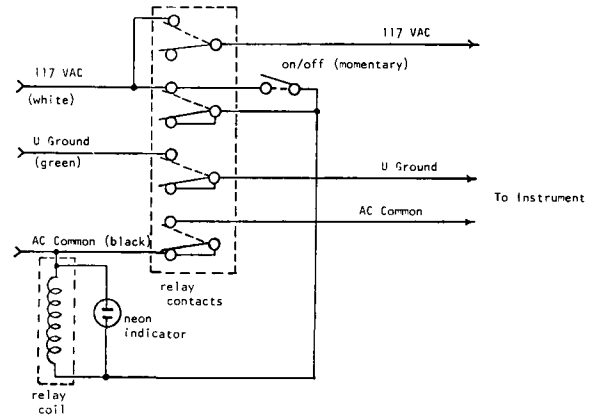 117 VAC
on/off (momentary)
117 VAC
(white)
U Ground
(green)
U Ground
To Instrument
AC Common
AC Common (black)
relay
contacts
neon
indicator
relay
coil